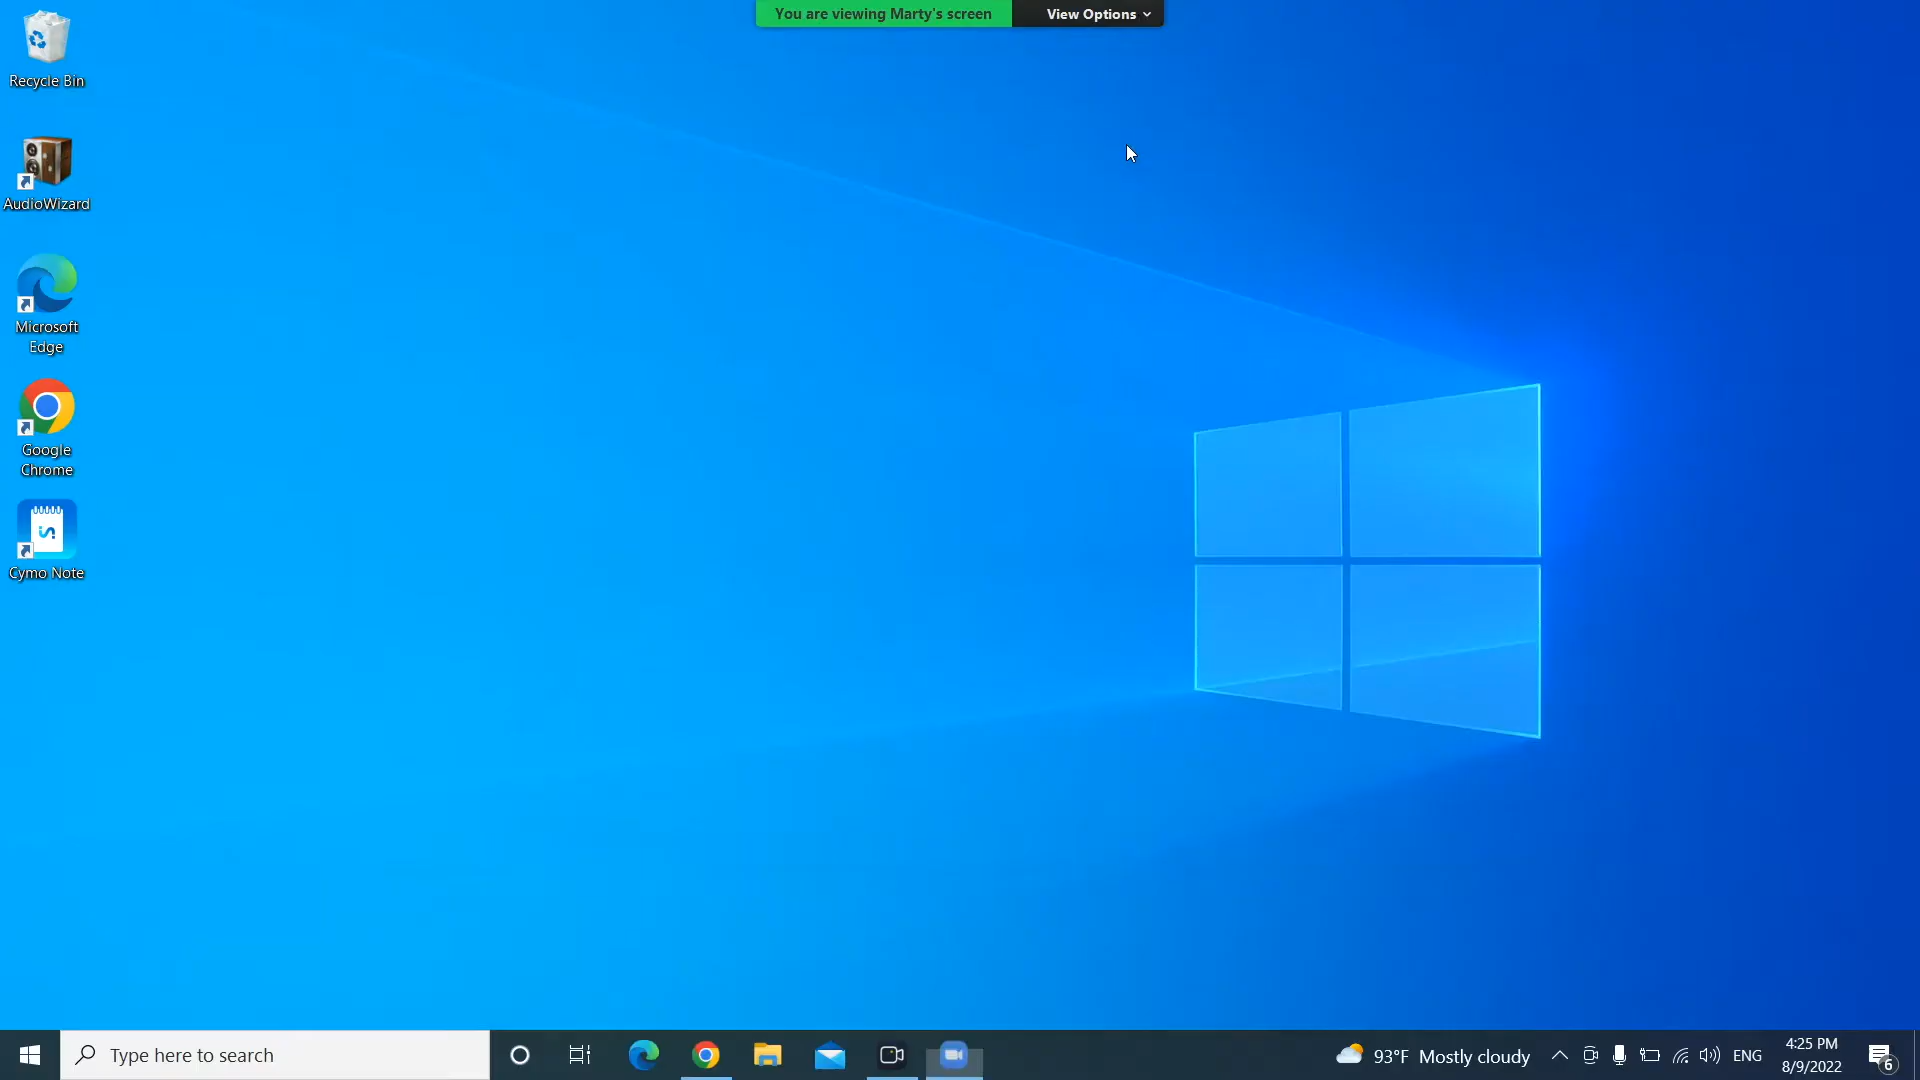 You are viewing Marty's screen
View Options
Recycle Bin
AudioWizard
Microsoft
Edge
Google
Chrome
Cymo Note
Type here to search
93°F Mostly cloudy
ENG
4:25 PM
8/9/2022
6